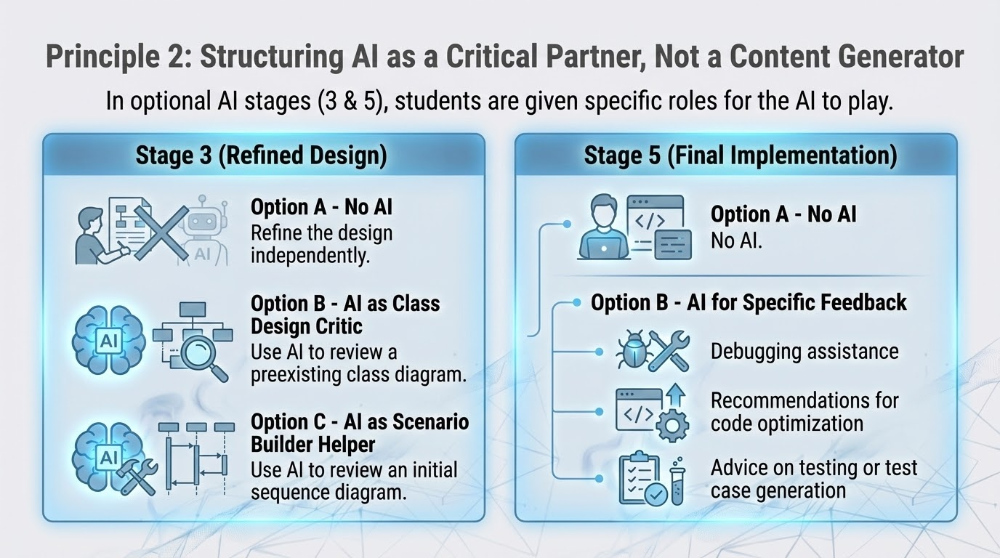 Principle 2: Structuring AI as a Critical Partner, Not a Content Generator
In optional AI stages (3 & 5), students are given specific roles for the AI to play.
Stage 3 (Refined Design)
AI
Option A - No AI
Refine the design
independently.
AI
Option B - AI as Class
Design Critic
Use AI to review a
preexisting class diagram.
AI
Option C - AI as Scenario
Builder Helper
Use AI to review an initial
sequence diagram.
Stage 5 (Final Implementation)
</>
Option A - No AI
No AI.
Option B - AI for Specific Feedback
Debugging assistance
</>
Recommendations for
code optimization
Advice on testing or test
case generation